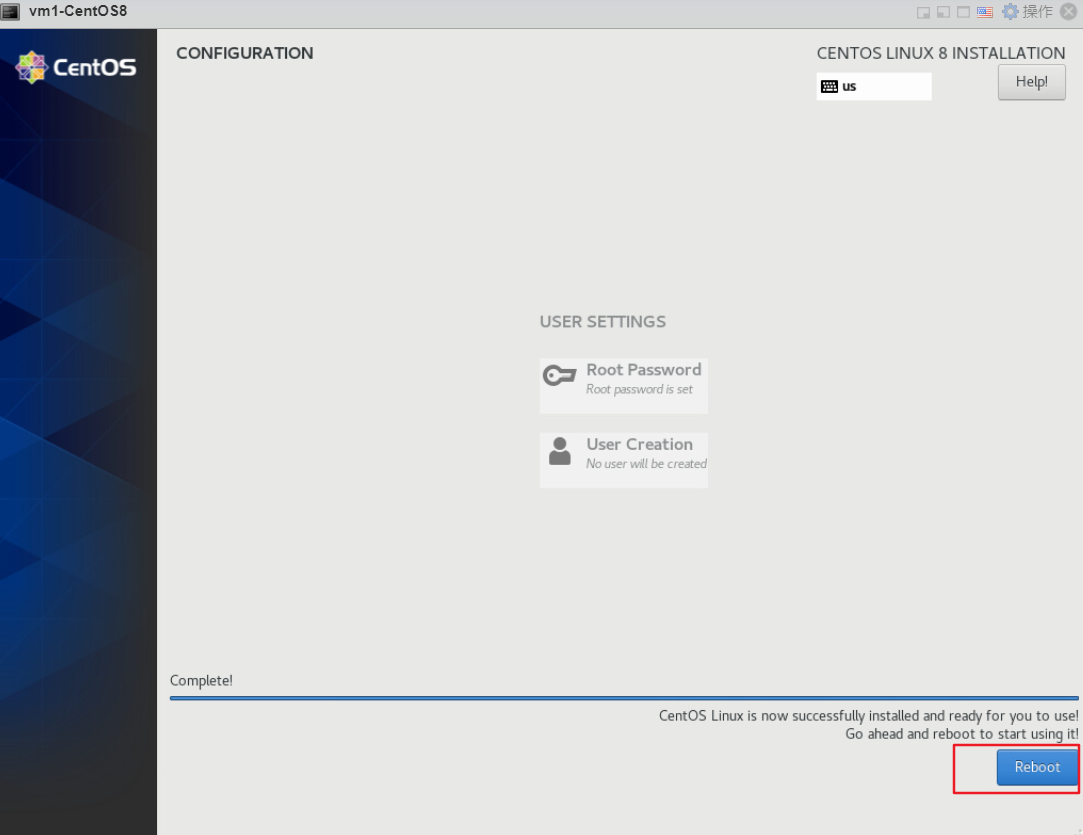 vm1-CentOS8
操作
CentOS
CONFIGURATION
CENTOS LINUX 8 INSTALLATION
us
Help!
USER SETTINGS
Root Password
Root password is set
User Creation
No user will be created
Complete!
CentOS Linux is now successfully installed and ready for you to use!
Go ahead and reboot to start using it!
Reboot